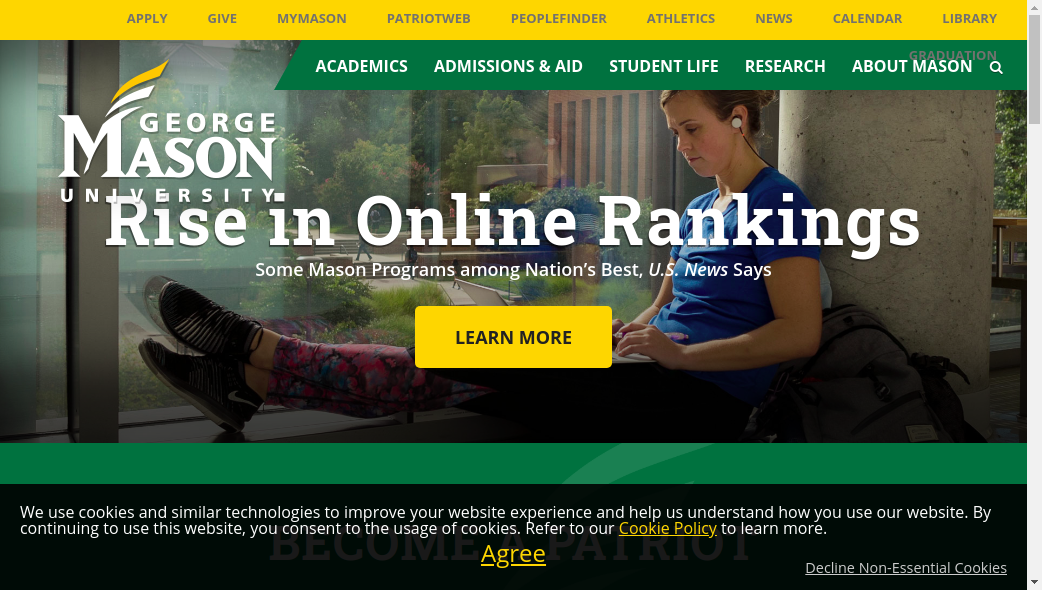 APPLY GIVE MYMASON PATRIOTWEB PEOPLEFINDER ATHLETICS NEWS CALENDAR LIBRARY
GRADUATION
ACADEMICS ADMISSIONS & AID STUDENT LIFE RESEARCH ABOUT MASON
GEORGE
MASON
UNIVERSITY
Rise in Online Rankings
Some Mason Programs among Nation’s Best, U.S. News Says
LEARN MORE
We use cookies and similar technologies to improve your website experience and help us understand how you use our website. By
continuing to use this website, you consent to the usage of cookies. Refer to our Cookie Policy to learn more.
BECOME A PATRIOT
Agree
Decline Non-Essential Cookies